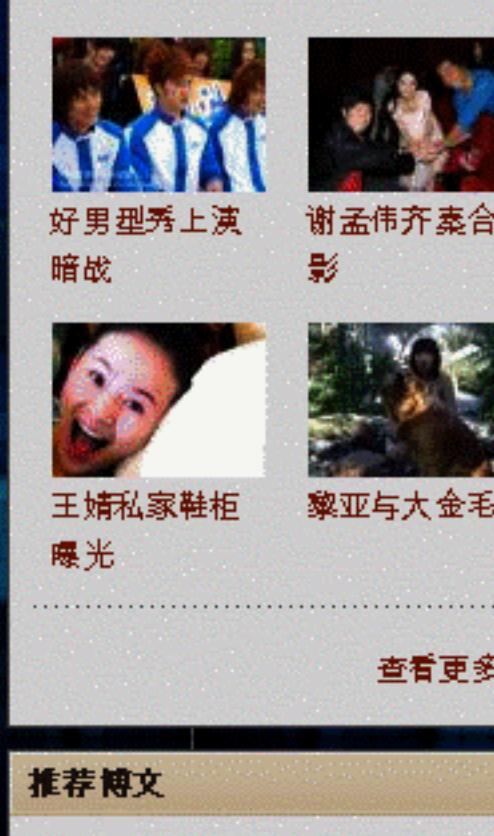 好男型秀上演
暗战
谢孟伟齐秦合
影
王婧私家鞋柜
曝光
黎亚与大金毛
查看更多
推荐博文